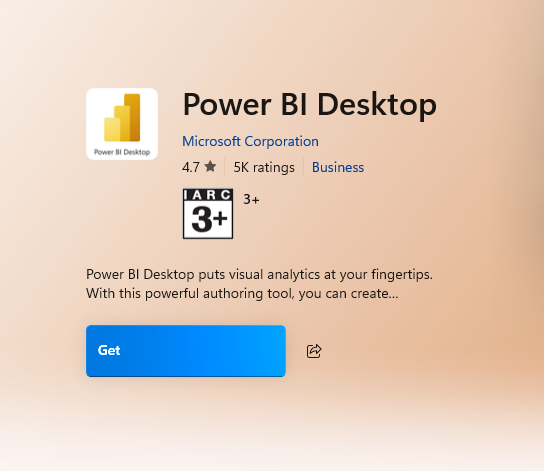 Power BI Desktop
Power BI Desktop
Microsoft Corporation
4.7 ★ 5K ratings Business
IARC
3+
3+
Power BI Desktop puts visual analytics at your fingertips.
With this powerful authoring tool, you can create...
Get